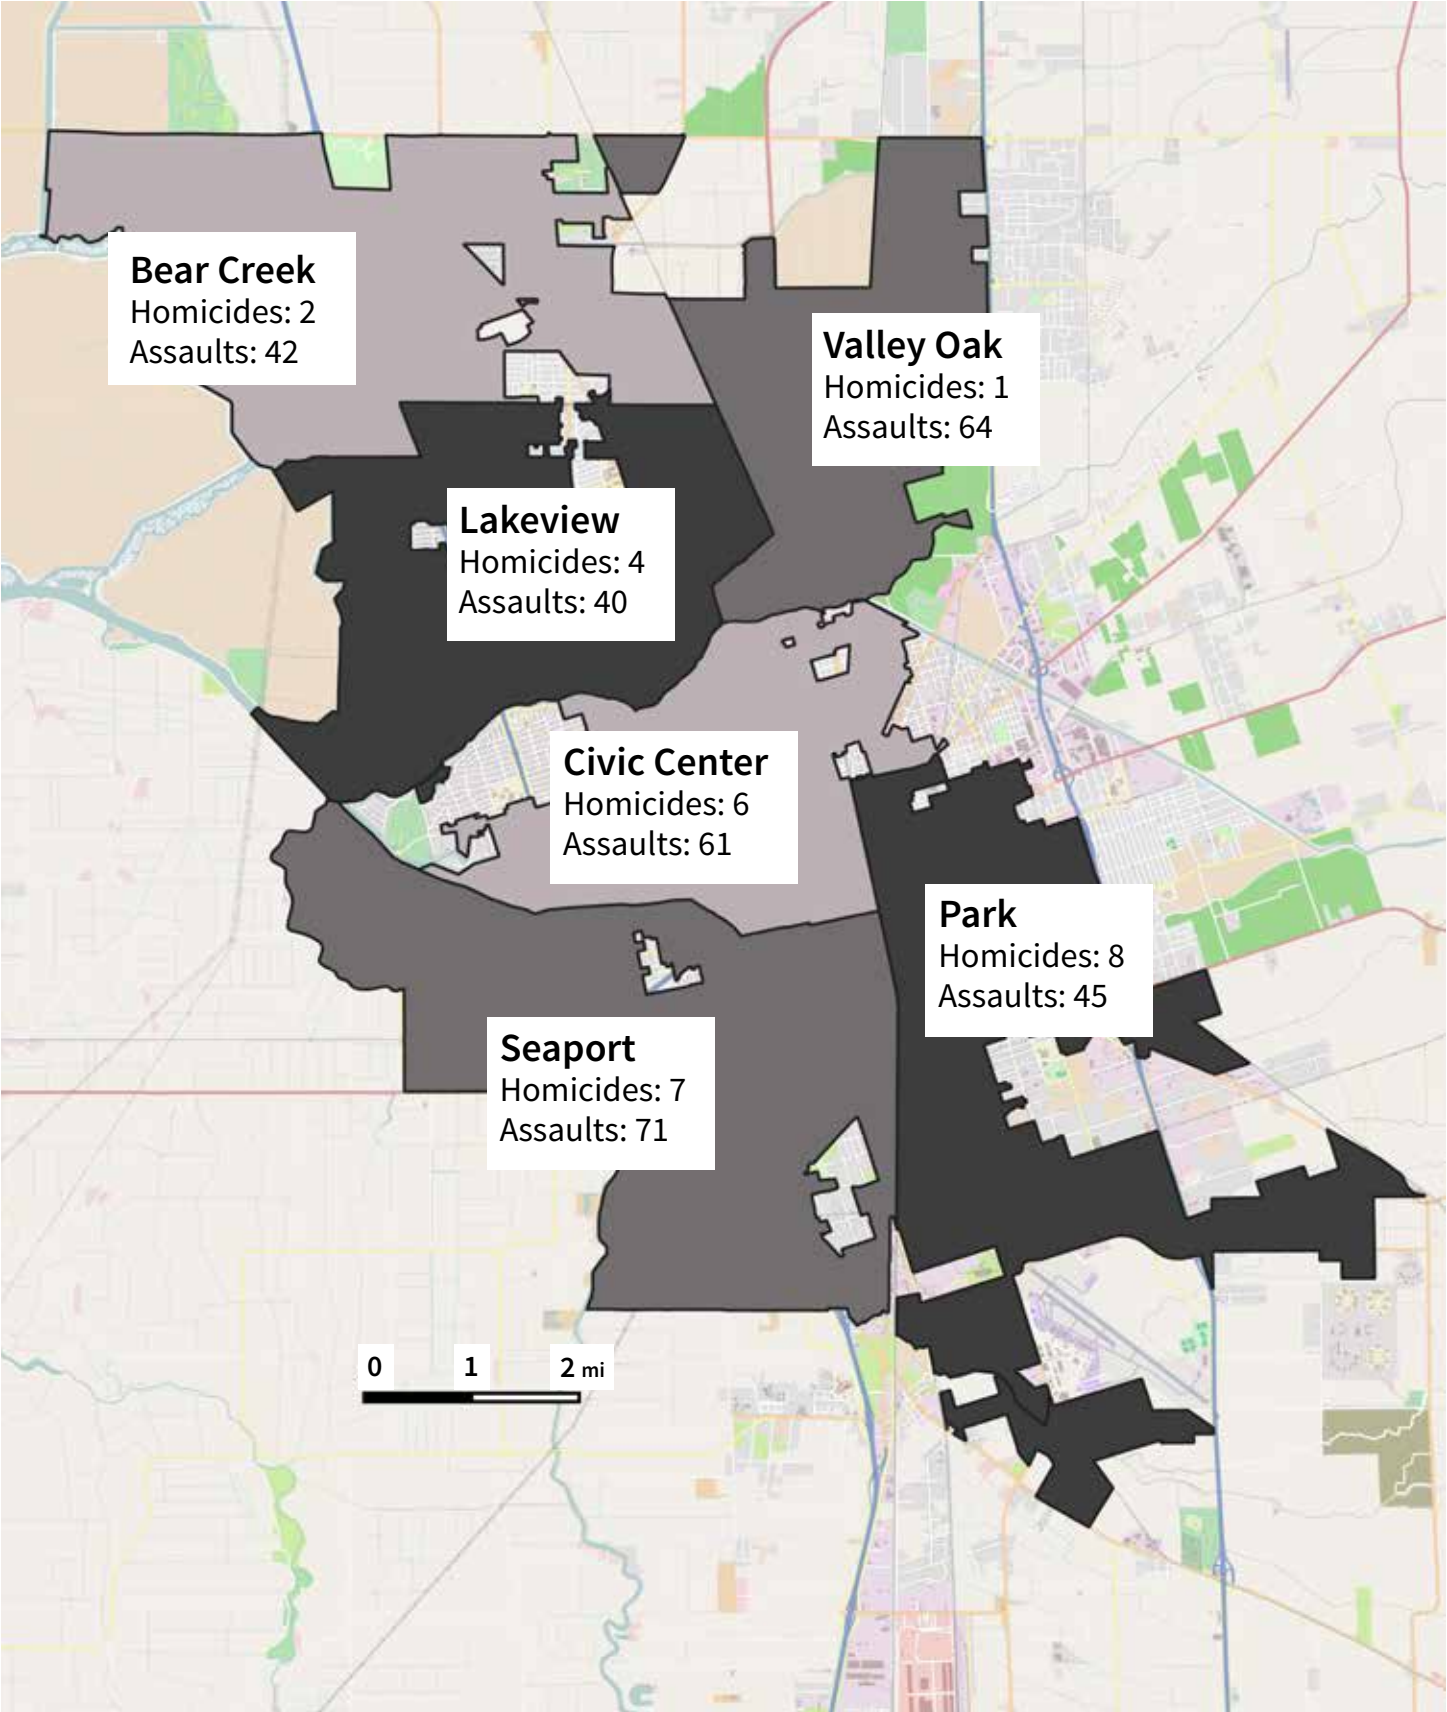 Bear Creek
Homicides: 2
Assaults: 42
Valley Oak
Homicides: 1
Assaults: 64
Lakeview
Homicides: 4
Assaults: 40
Civic Center
Homicides: 6
Assaults: 61
Park
Homicides: 8
Assaults: 45
Seaport
Homicides: 7
Assaults: 71
0 1 2 mi